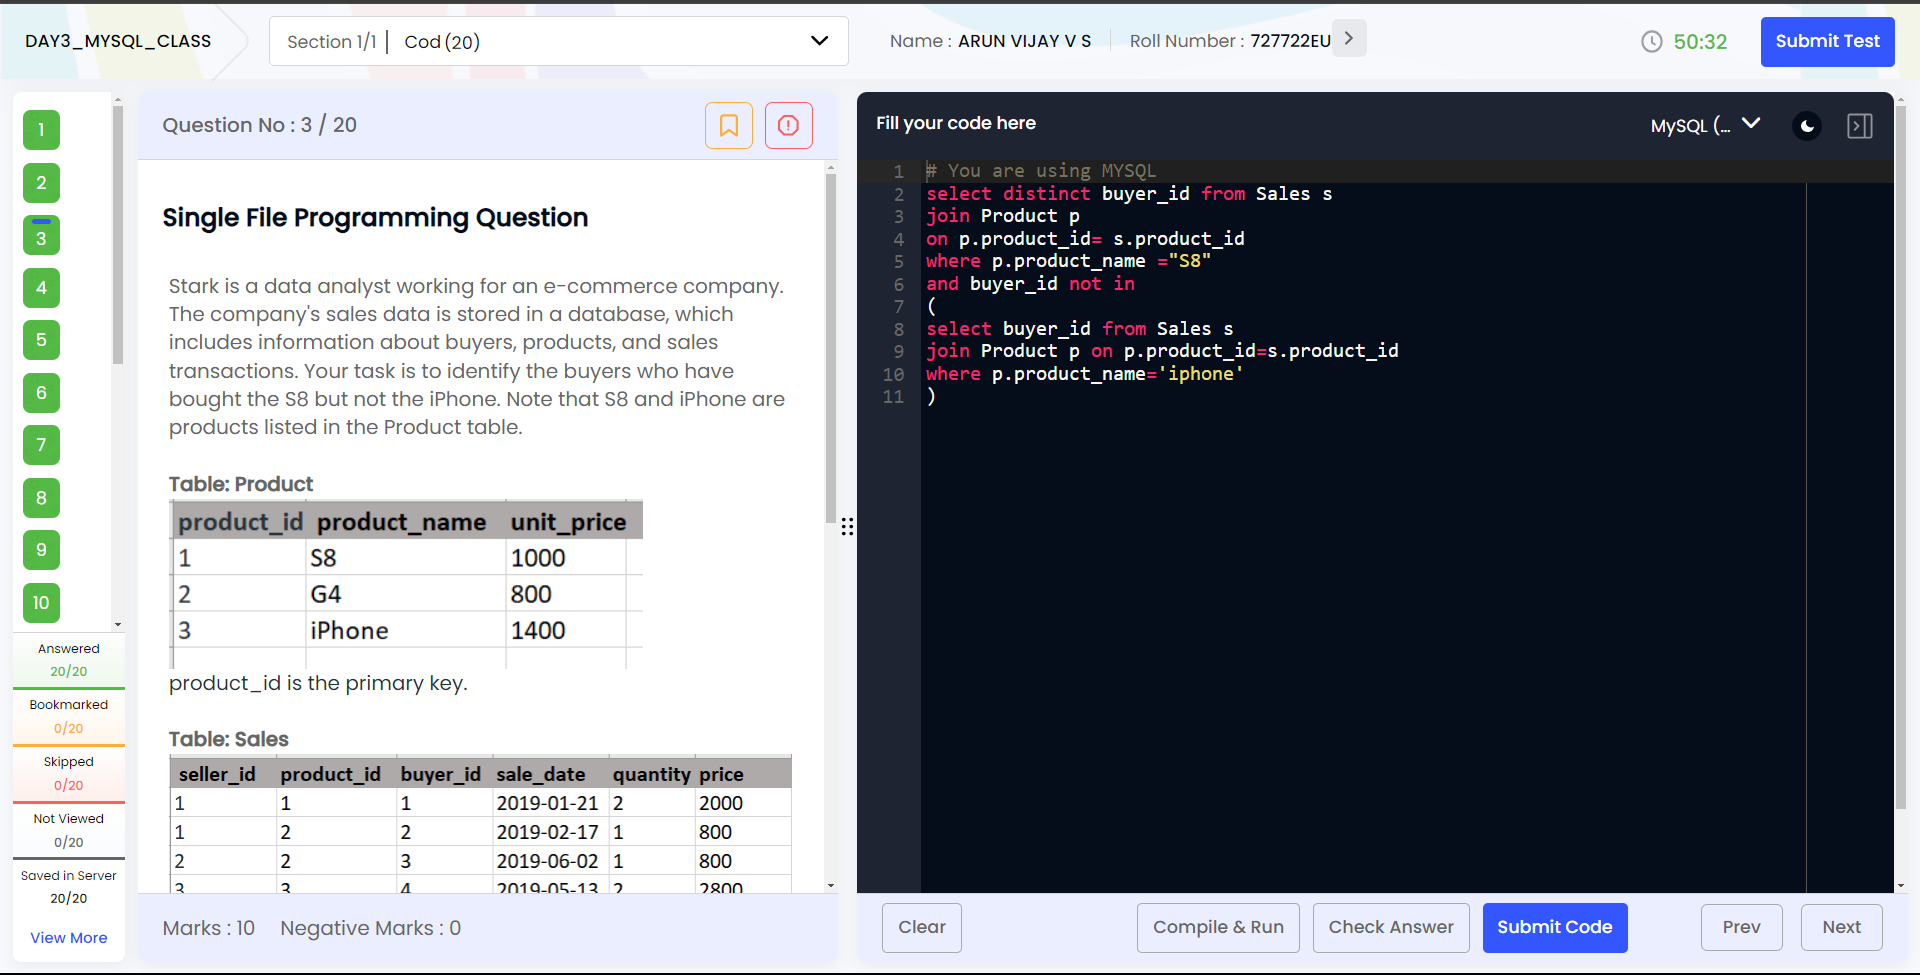 DAY3_MYSQL_CLASS
Section 1/1 | Cod (20)
Name : ARUN VIJAY V S
Roll Number : 727722EU
50:32
Submit Test
1
2
3
4
5
6
7
8
9
10
Answered
20/20
Bookmarked
0/20
Skipped
0/20
Not Viewed
0/20
Saved in Server
20/20
View More
Question No : 3 / 20
Single File Programming Question
Stark is a data analyst working for an e-commerce company.
The company's sales data is stored in a database, which
includes information about buyers, products, and sales
transactions. Your task is to identify the buyers who have
bought the S8 but not the iPhone. Note that S8 and iPhone are
products listed in the Product table.
Table: Product
product_id product_name unit_price
1 S8 1000
2 G4 800
3 iPhone 1400
product_id is the primary key.
Table: Sales
seller_id product_id buyer_id sale_date quantity price
1 1 1 2019-01-21 2 2000
1 2 2 2019-02-17 1 800
2 2 3 2019-06-02 1 800
3 3 4 2019-05-13 2 2800
Marks : 10 Negative Marks : 0
Fill your code here
MySQL (...
1 # You are using MYSQL
2 select distinct buyer_id from Sales s
3 join Product p
4 on p.product_id= s.product_id
5 where p.product_name ="S8"
6 and buyer_id not in
7 (
8 select buyer_id from Sales s
9 join Product p on p.product_id=s.product_id
10 where p.product_name='iphone'
11 )
Clear
Compile & Run
Check Answer
Submit Code
Prev
Next